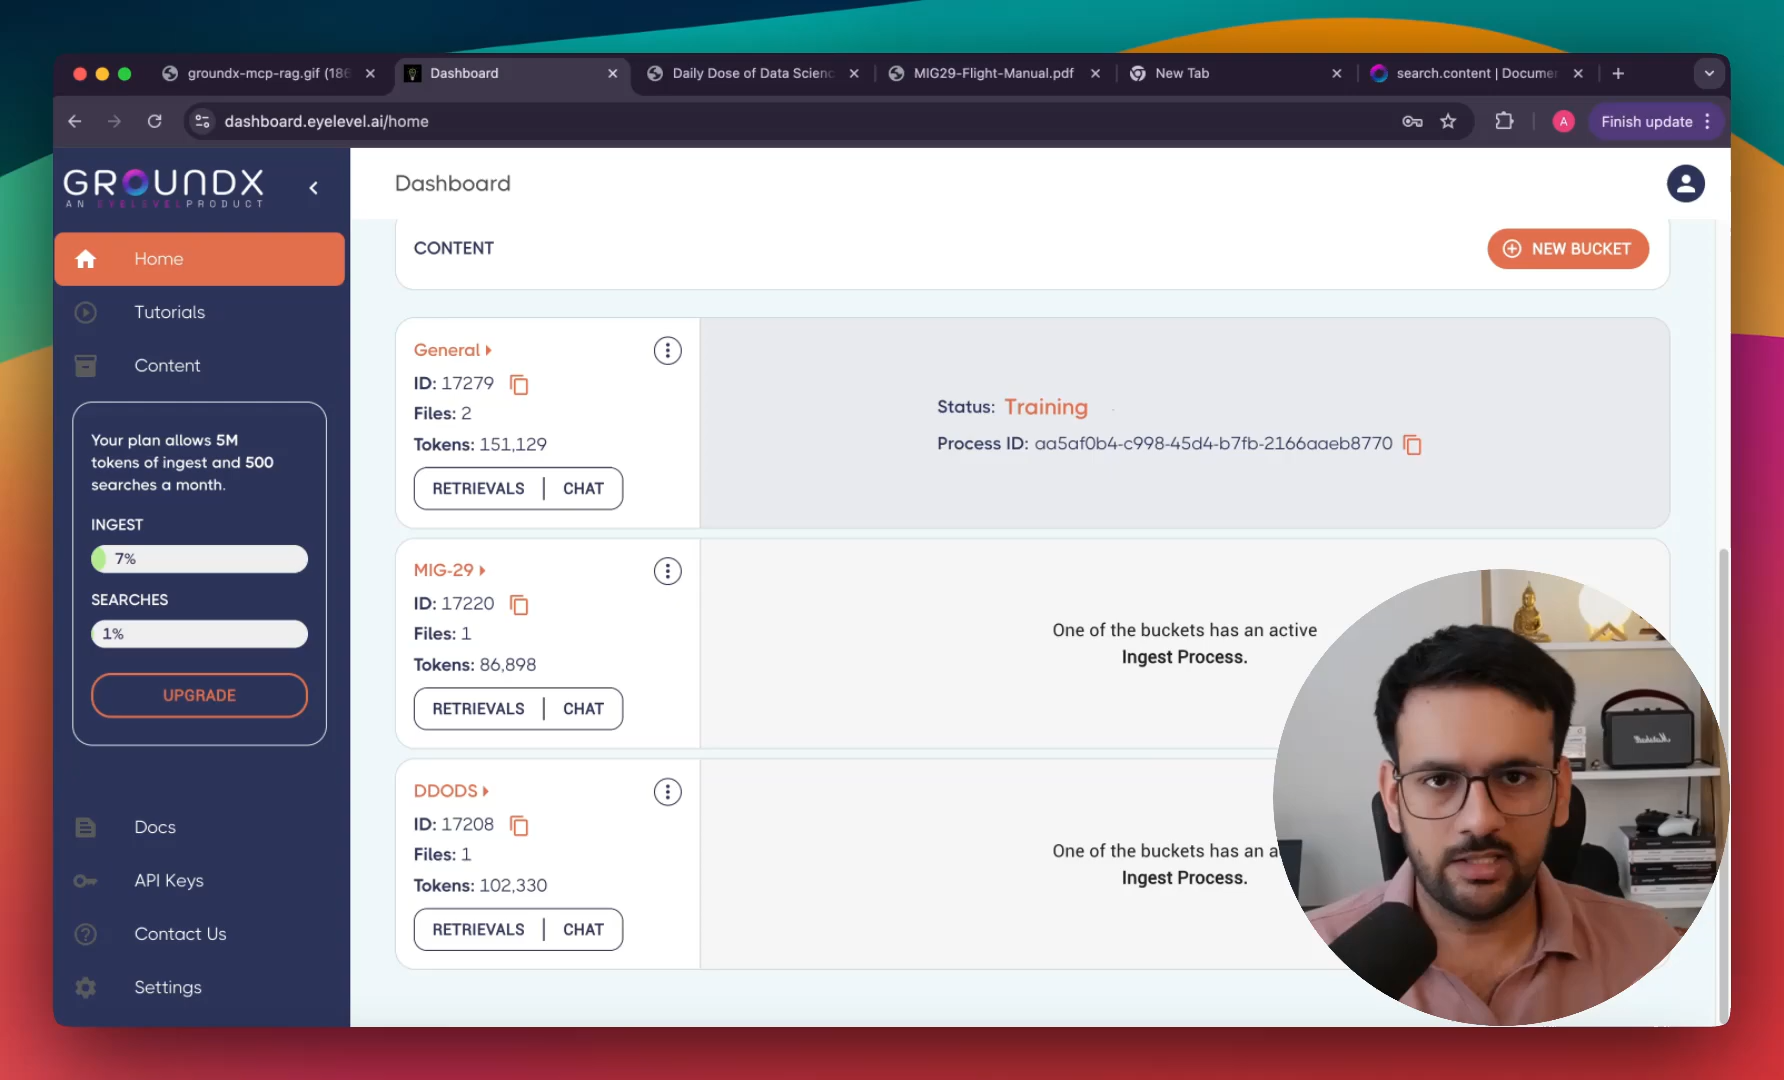 groundx-mcp-rag.gif (186
Dashboard
Daily Dose of Data Scienc
MIG29-Flight-Manual.pdf
New Tab
search.content | Documen
dashboard.eyelevel.ai/home
A
Finish update
GROUNDX
AN EYELEVEL PRODUCT
Home
Tutorials
Content
Your plan allows 5M
tokens of ingest and 500
searches a month.
INGEST
7%
SEARCHES
1%
UPGRADE
Docs
API Keys
Contact Us
Settings
Dashboard
CONTENT
NEW BUCKET
General
ID: 17279
Files: 2
Tokens: 151,129
RETRIEVALS | CHAT
Status: Training
Process ID: aa5af0b4-c998-45d4-b7fb-2166aaeb8770
MIG-29
ID: 17220
Files: 1
Tokens: 86,898
RETRIEVALS | CHAT
One of the buckets has an active
Ingest Process.
DDODS
ID: 17208
Files: 1
Tokens: 102,330
RETRIEVALS | CHAT
One of the buckets has an a
Ingest Process.
Marshall